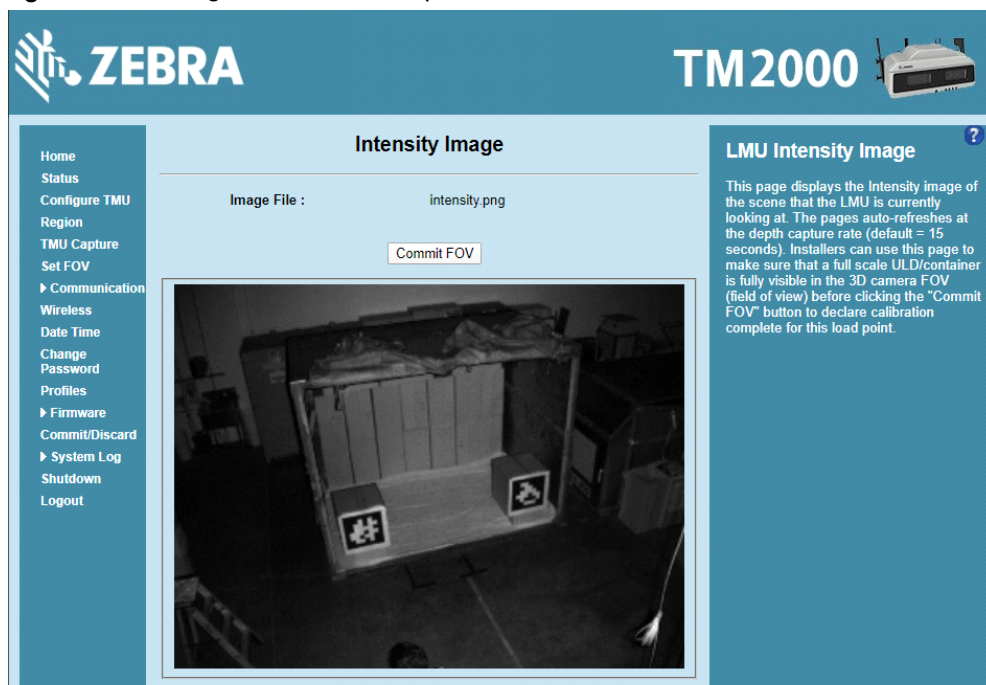 ZEBRA
TM2000
Home
Status
Configure TMU
Region
TMU Capture
Set FOV
Communication
Wireless
Date Time
Change
Password
Profiles
Firmware
Commit/Discard
System Log
Shutdown
Logout
Intensity Image
Image File :
intensity.png
Commit FOV
?
LMU Intensity Image
This page displays the Intensity image of
the scene that the LMU is currently
looking at. The pages auto-refreshes at
the depth capture rate (default = 15
seconds). Installers can use this page to
make sure that a full scale ULD/container
is fully visible in the 3D camera FOV
(field of view) before clicking the "Commit
FOV" button to declare calibration
complete for this load point.